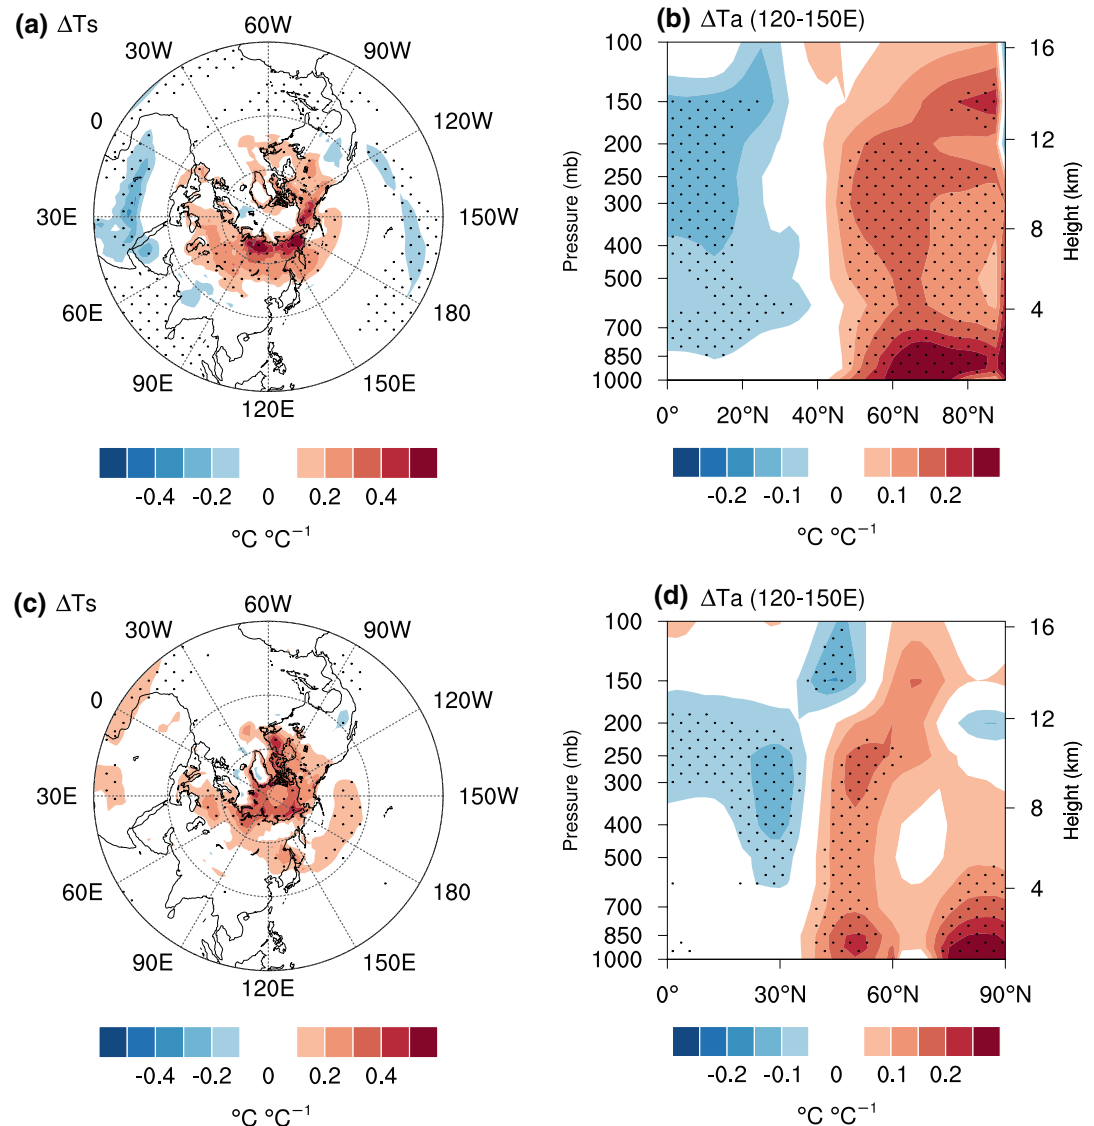 (a) ΔTs
60W
30W
90W
0
120W
30E
150W
60E
180
90E
150E
120E
-0.4 -0.2 0 0.2 0.4
°C °C⁻¹
(b) ΔTa (120-150E)
100
150
200
250
300
400
500
700
850
1000
Pressure (mb)
16
12
8
4
Height (km)
0° 20°N 40°N 60°N 80°N
-0.2 -0.1 0 0.1 0.2
°C °C⁻¹
(c) ΔTs
60W
30W
90W
0
120W
30E
150W
60E
180
90E
150E
120E
-0.4 -0.2 0 0.2 0.4
°C °C⁻¹
(d) ΔTa (120-150E)
100
150
200
250
300
400
500
700
850
1000
Pressure (mb)
16
12
8
4
Height (km)
0° 30°N 60°N 90°N
-0.2 -0.1 0 0.1 0.2
°C °C⁻¹